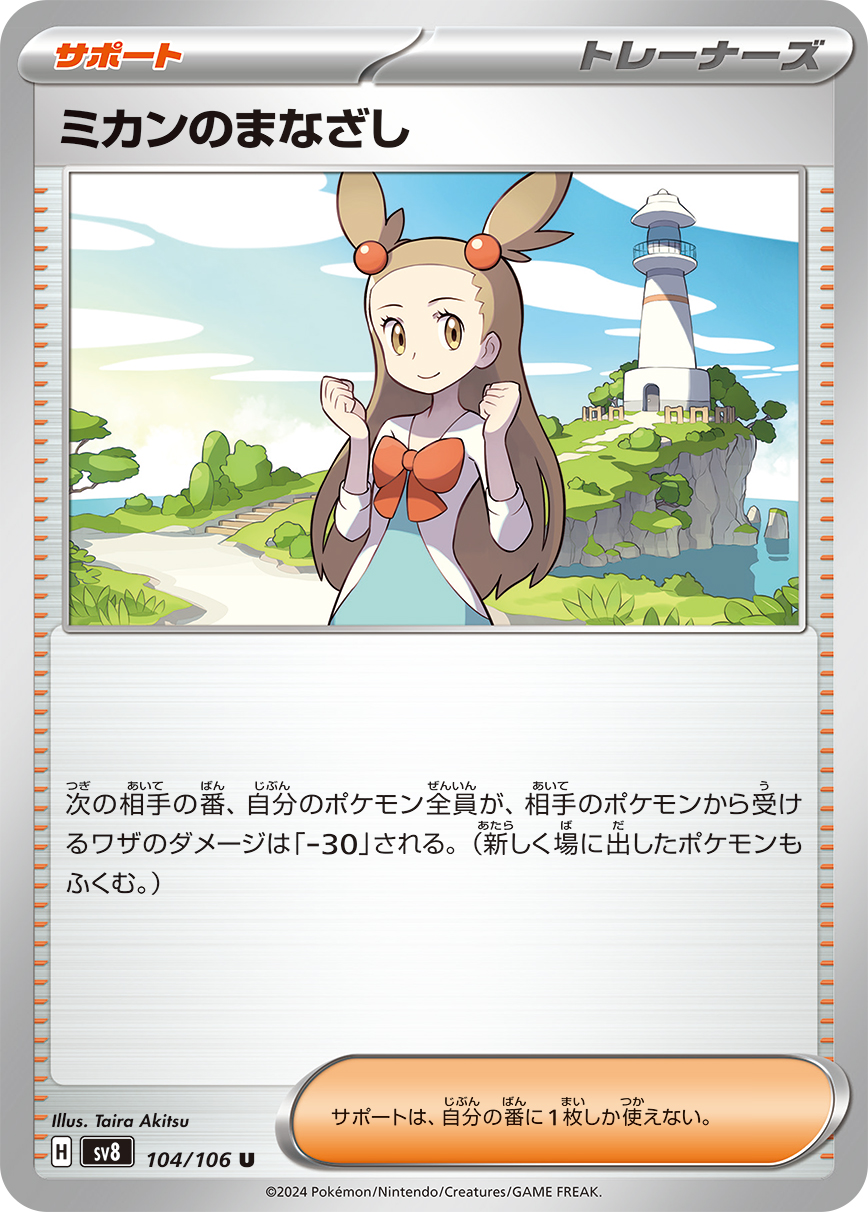 サポート
トレーナーズ
ミカンのまなざし
次の相手の番、自分のポケモン全員が、相手のポケモンから受け
るワザのダメージは「-30」される。（新しく場に出したポケモンも
ふくむ。）
サポートは、自分の番に1枚しか使えない。
Illus. Taira Akitsu
H sv8 104/106 U
©2024 Pokémon/Nintendo/Creatures/GAME FREAK.